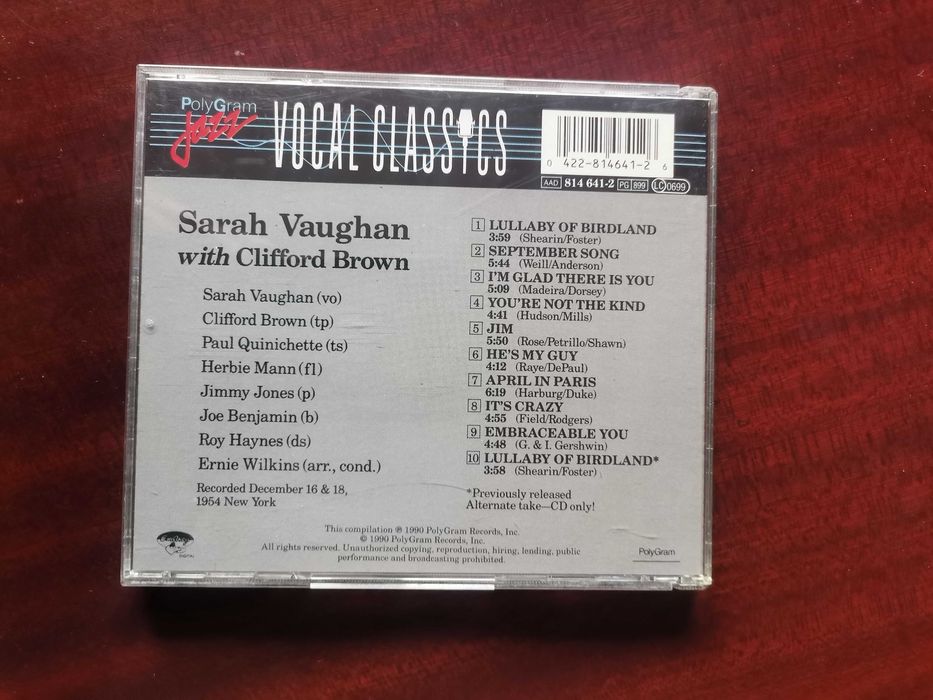 PolyGram
Jazz
VOCAL CLASSICS
0 422-814641-2 6
AAD 814 641-2 PG 899 LC 0699
Sarah Vaughan
with Clifford Brown
Sarah Vaughan (vo)
Clifford Brown (tp)
Paul Quinichette (ts)
Herbie Mann (fl)
Jimmy Jones (p)
Joe Benjamin (b)
Roy Haynes (ds)
Ernie Wilkins (arr., cond.)
Recorded December 16 & 18,
1954 New York
1 LULLABY OF BIRDLAND
3:59 (Shearin/Foster)
2 SEPTEMBER SONG
5:44 (Weill/Anderson)
3 I'M GLAD THERE IS YOU
5:09 (Madeira/Dorsey)
4 YOU'RE NOT THE KIND
4:41 (Hudson/Mills)
5 JIM
5:50 (Rose/Petrillo/Shawn)
6 HE'S MY GUY
4:12 (Raye/DePaul)
7 APRIL IN PARIS
6:19 (Harburg/Duke)
8 IT'S CRAZY
4:55 (Field/Rodgers)
9 EMBRACEABLE YOU
4:48 (G. & I. Gershwin)
10 LULLABY OF BIRDLAND*
3:58 (Shearin/Foster)
*Previously released
Alternate take—CD only!
This compilation ℗ 1990 PolyGram Records, Inc.
© 1990 PolyGram Records, Inc.
All rights reserved. Unauthorized copying, reproduction, hiring, lending, public
performance and broadcasting prohibited.
EmArcy
DIGITAL
PolyGram